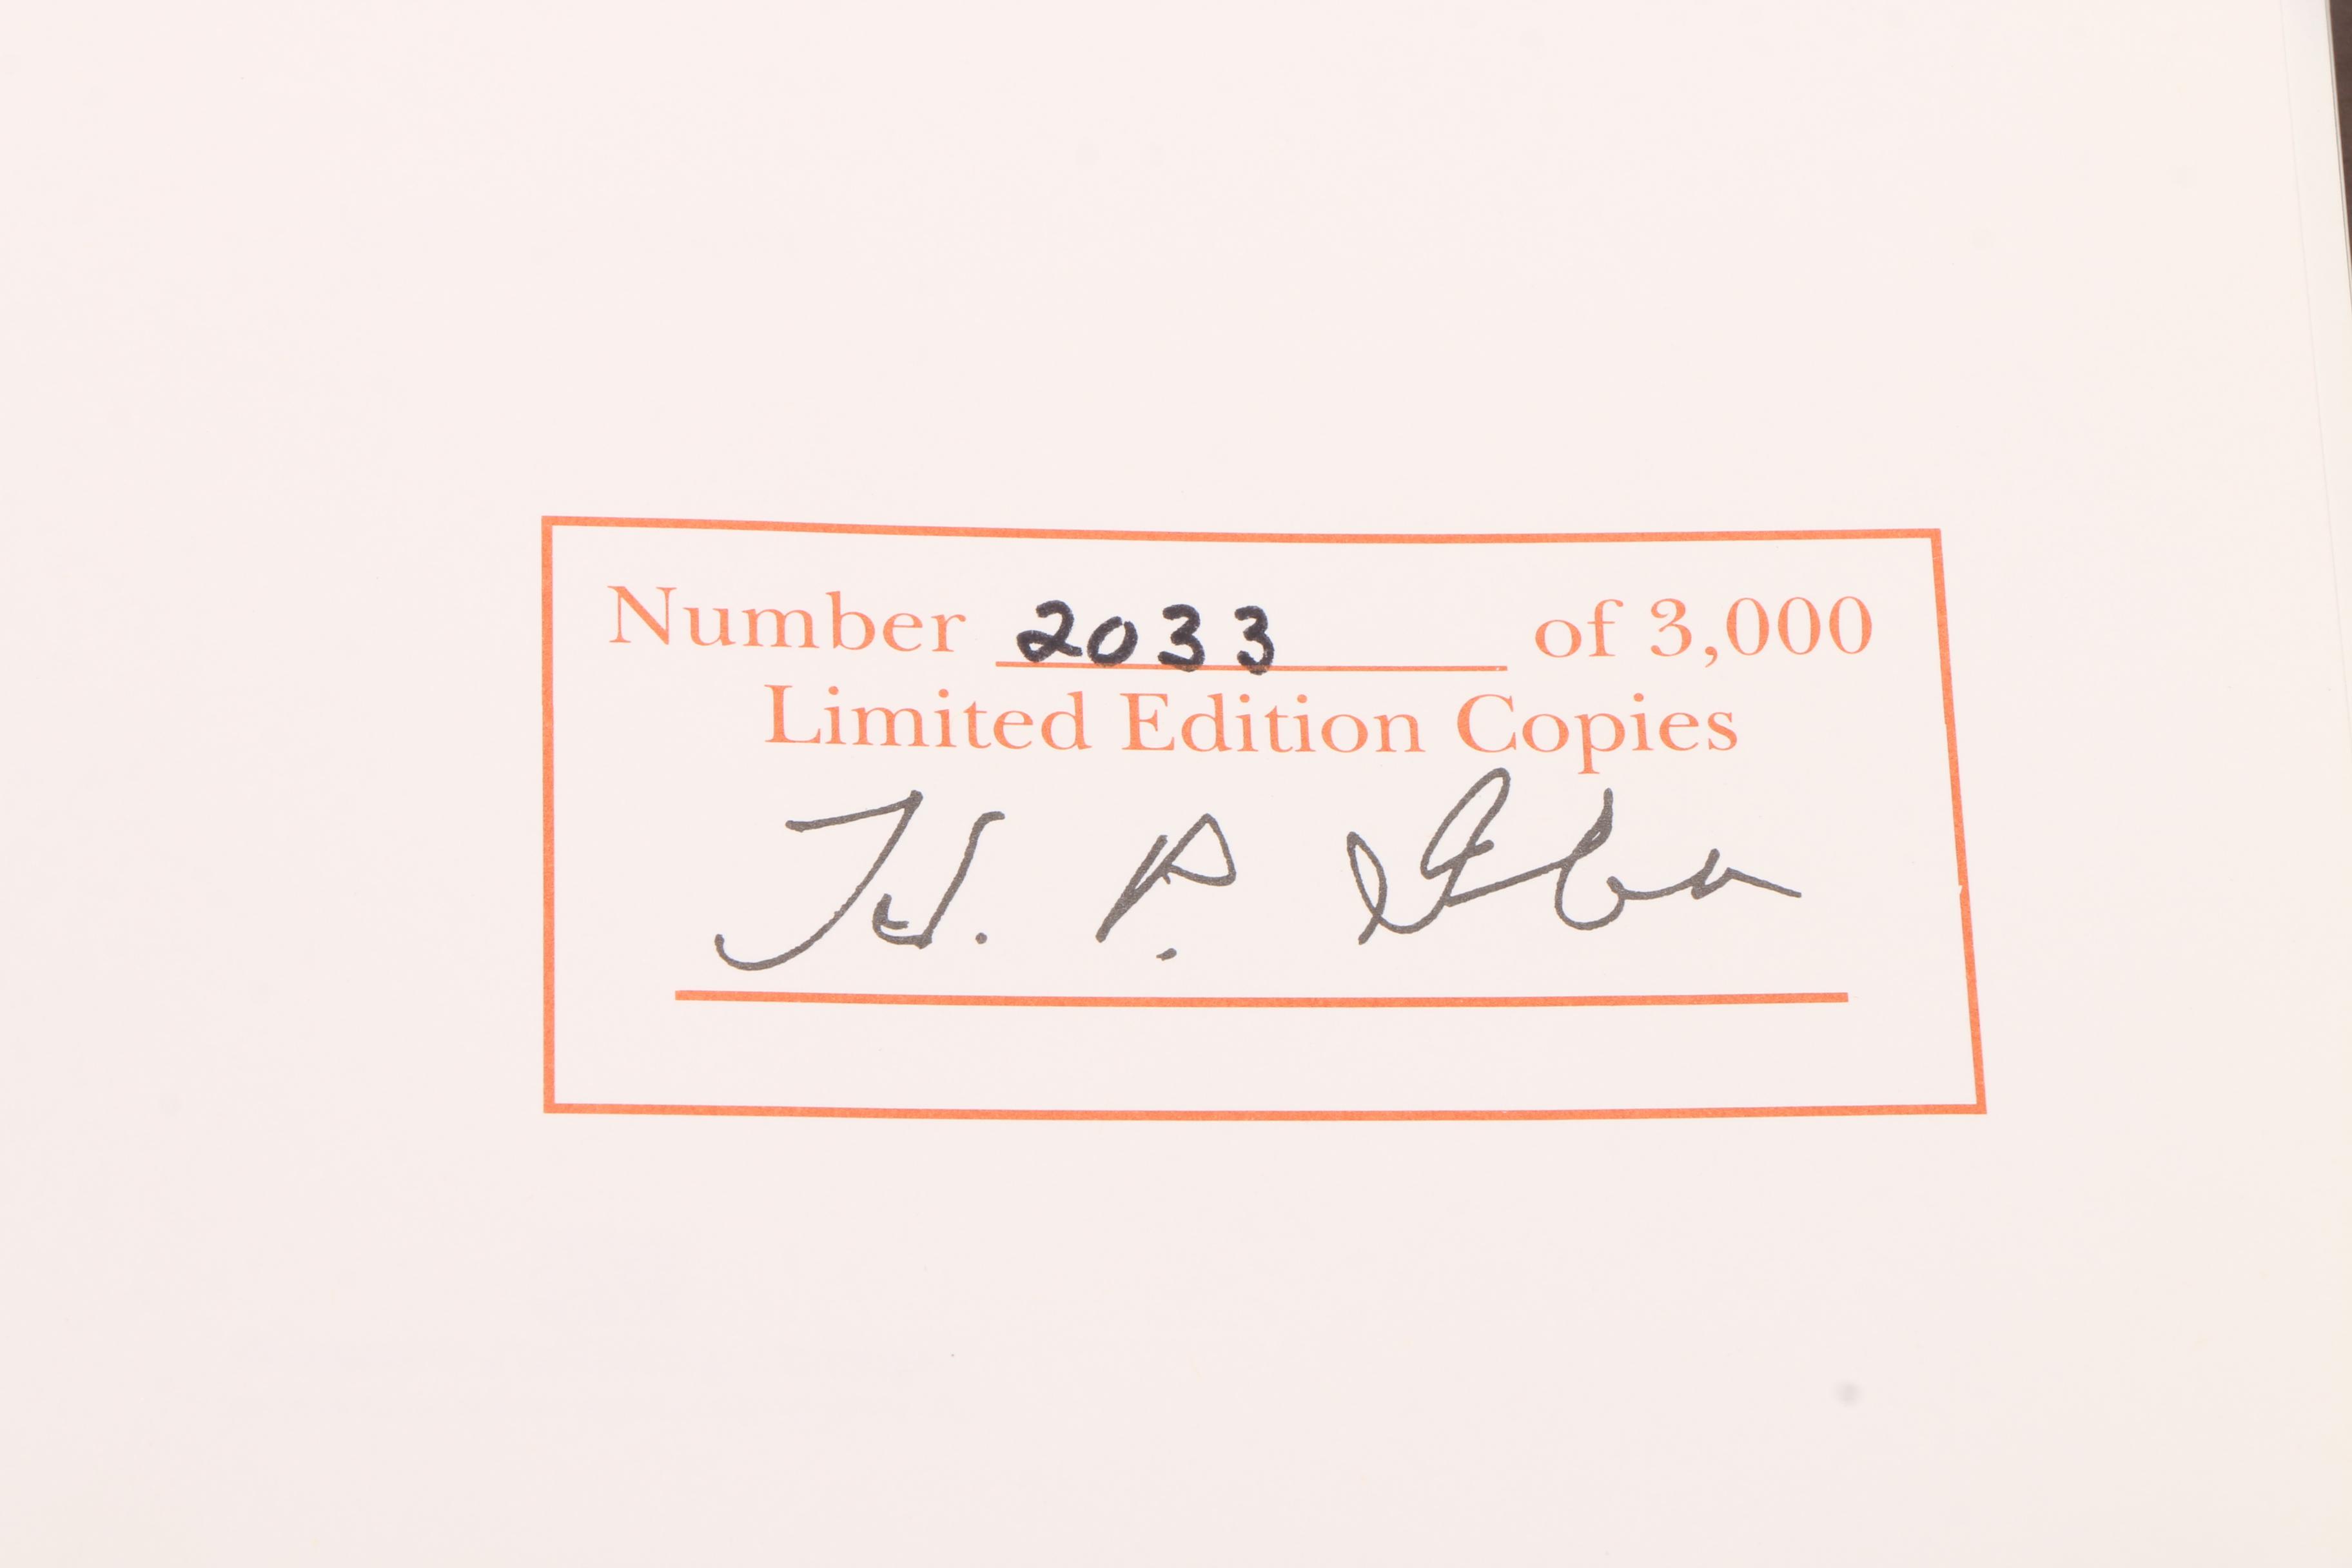 Number 2033 of 3,000
Limited Edition Copies
H. P.